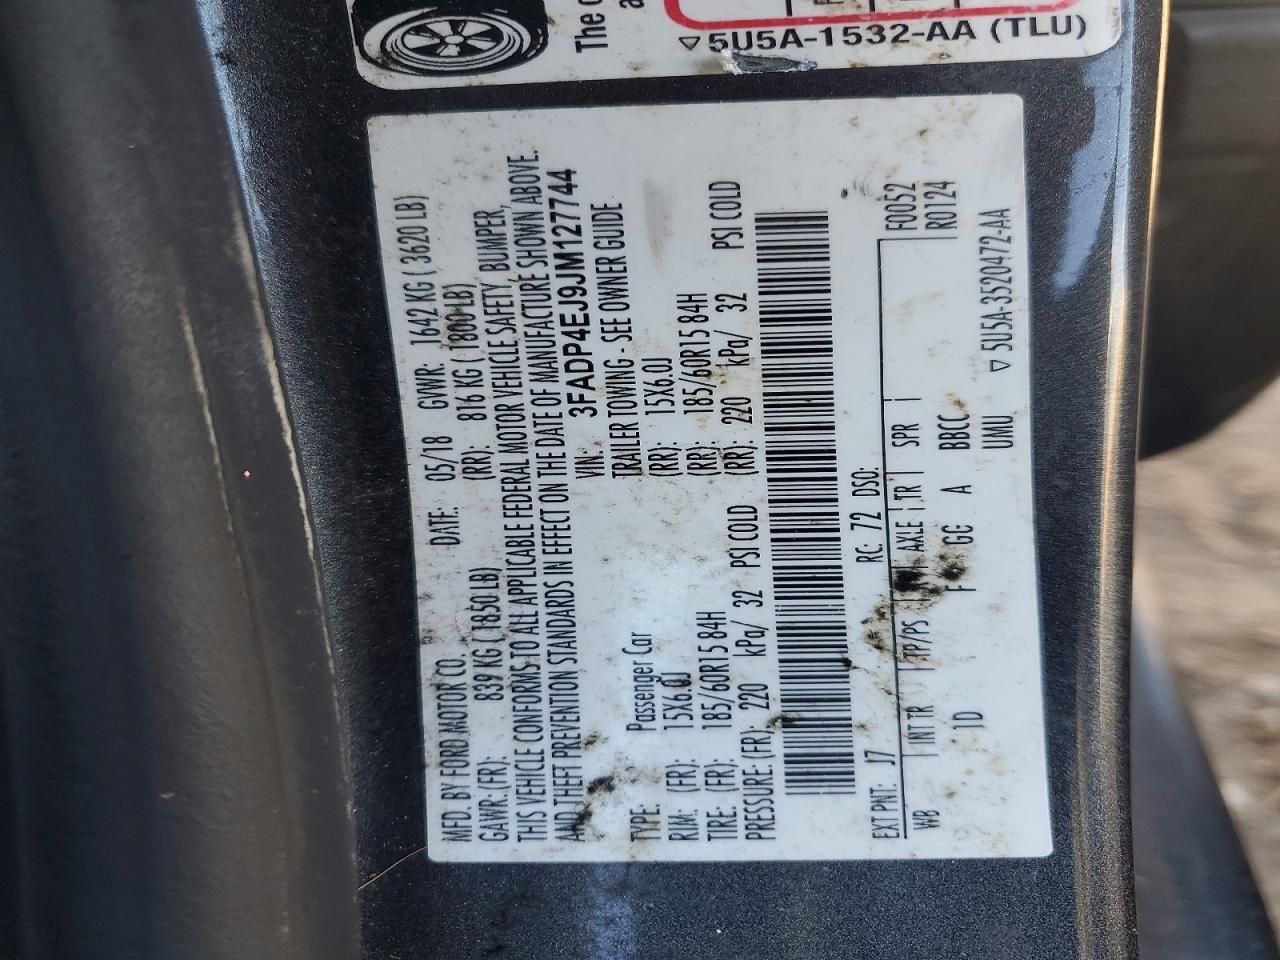 The
5U5A-1532-AA (TLU)
MFD. BY FORD MOTOR CO. DATE: 05/18 GVWR: 1642 KG ( 3620 LB)
GAWR: (FR): 839 KG ( 1850 LB) (RR): 816 KG ( 1800 LB)
THIS VEHICLE CONFORMS TO ALL APPLICABLE FEDERAL MOTOR VEHICLE SAFETY, BUMPER,
AND THEFT PREVENTION STANDARDS IN EFFECT ON THE DATE OF MANUFACTURE SHOWN ABOVE.
VIN: 3FADP4EJ9JM127744
TYPE: Passenger Car TRAILER TOWING - SEE OWNER GUIDE
RIM: (FR): 15X6.0J (RR): 15X6.0J
TIRE: (FR): 185/60R15 84H (RR): 185/60R15 84H
PRESSURE (FR): 220 kPa/ 32 PSI COLD (RR): 220 kPa/ 32 PSI COLD
EXT PNT: J7 RC: 72 DSO: F0052
WB INT TR TP/PS AXLE TR SPR R0124
1D F GG A BBCC
UMU ▽ 5U5A-3520472-AA